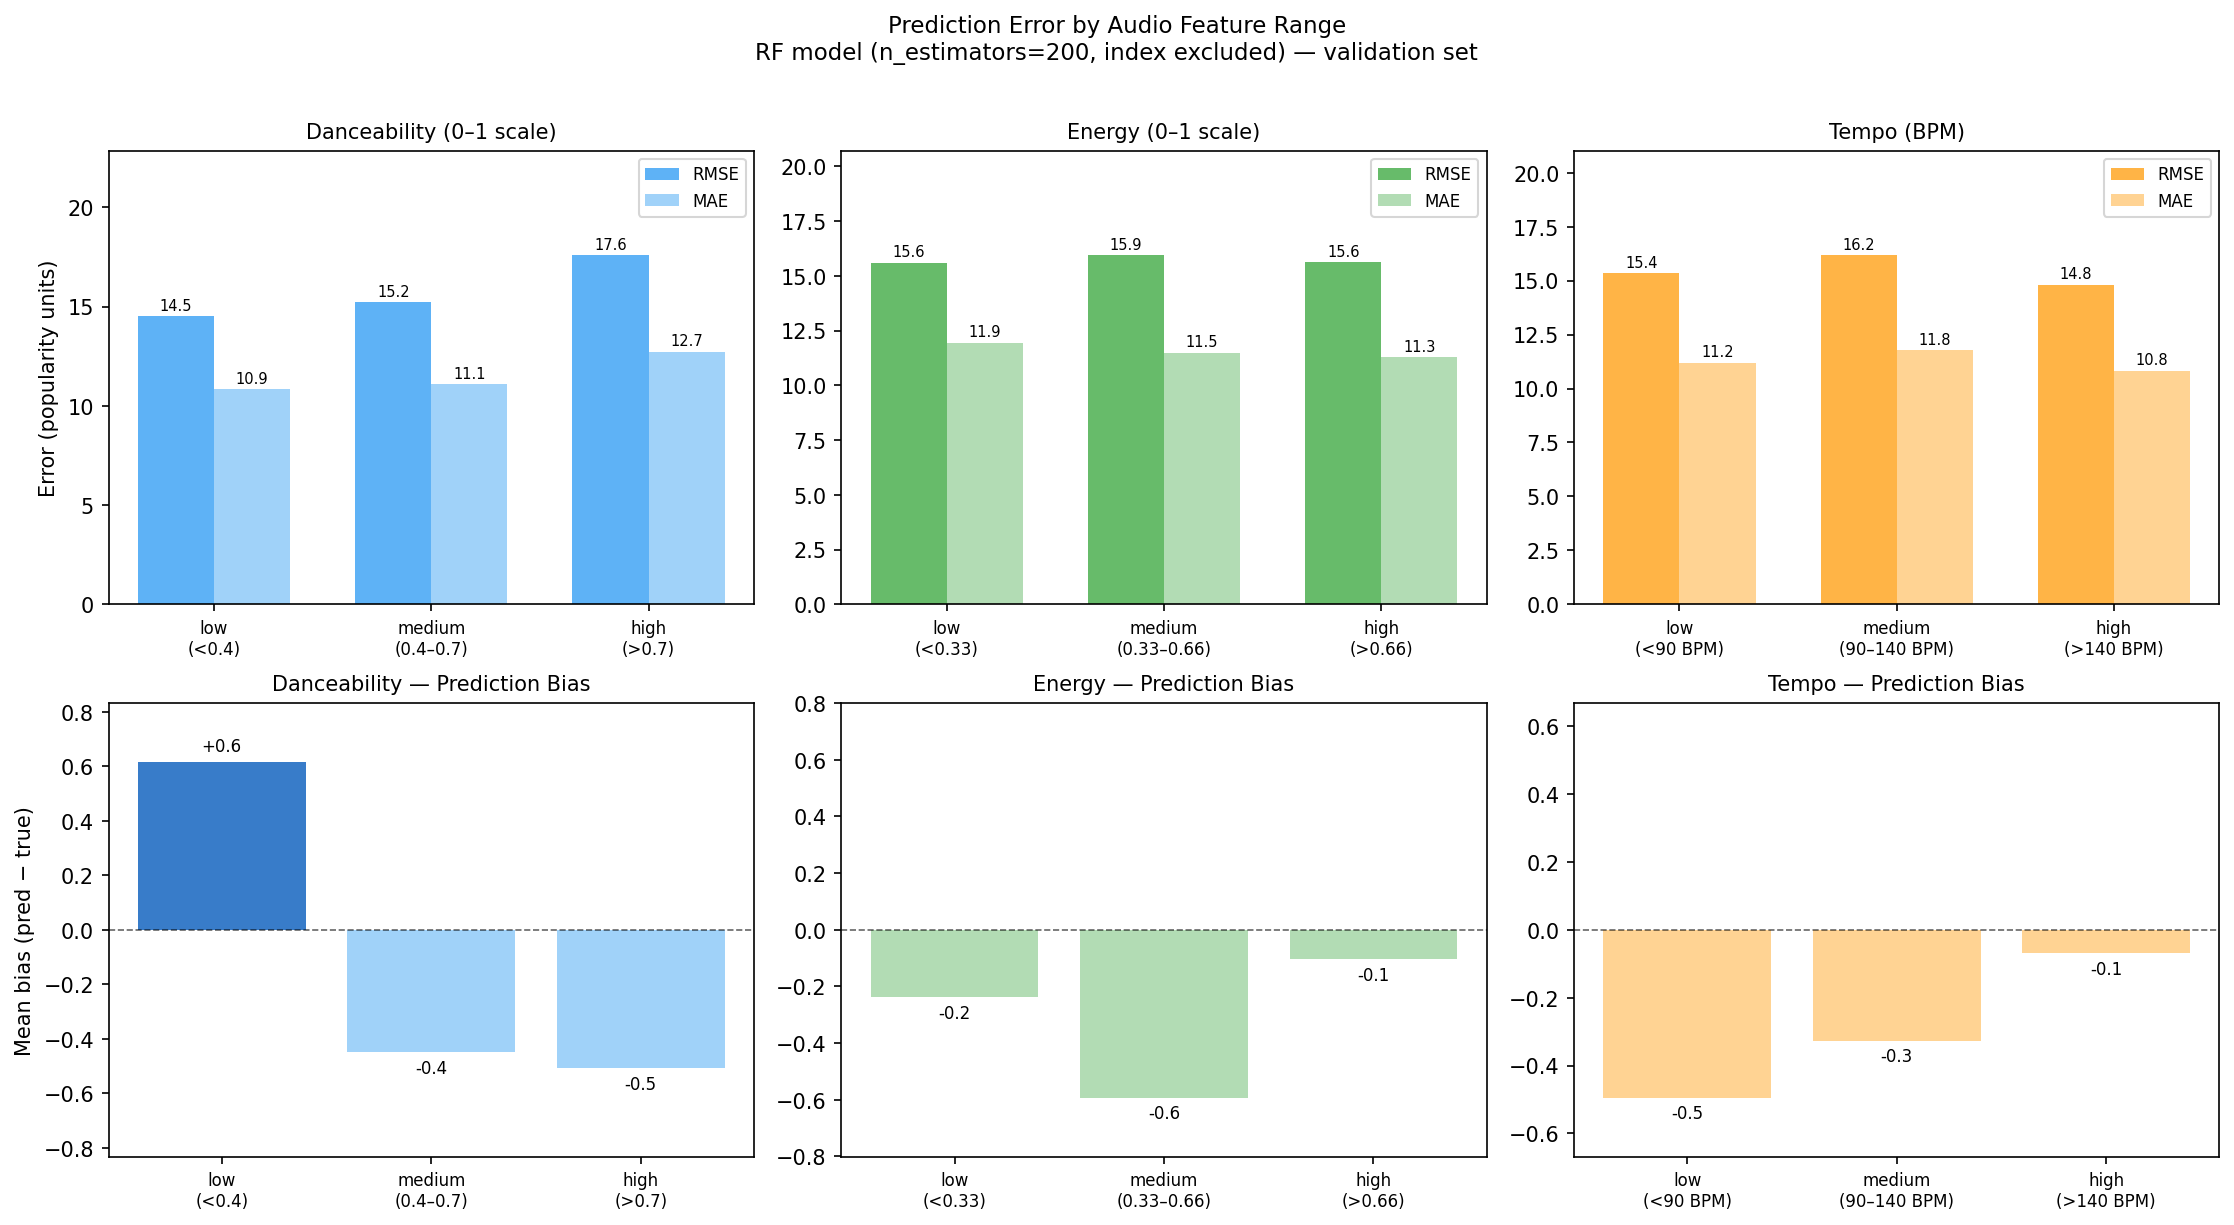 Prediction Error by Audio Feature Range
RF model (n_estimators=200, index excluded) — validation set
Danceability (0–1 scale)
Error (popularity units)
20
15
10
5
0
RMSE
MAE
14.5
10.9
15.2
11.1
17.6
12.7
low
(<0.4)
medium
(0.4–0.7)
high
(>0.7)
Energy (0–1 scale)
20.0
17.5
15.0
12.5
10.0
7.5
5.0
2.5
0.0
RMSE
MAE
15.6
11.9
15.9
11.5
15.6
11.3
low
(<0.33)
medium
(0.33–0.66)
high
(>0.66)
Tempo (BPM)
20.0
17.5
15.0
12.5
10.0
7.5
5.0
2.5
0.0
RMSE
MAE
15.4
11.2
16.2
11.8
14.8
10.8
low
(<90 BPM)
medium
(90–140 BPM)
high
(>140 BPM)
Danceability — Prediction Bias
Mean bias (pred − true)
0.8
0.6
0.4
0.2
0.0
−0.2
−0.4
−0.6
−0.8
+0.6
-0.4
-0.5
low
(<0.4)
medium
(0.4–0.7)
high
(>0.7)
Energy — Prediction Bias
0.8
0.6
0.4
0.2
0.0
−0.2
−0.4
−0.6
−0.8
-0.2
-0.6
-0.1
low
(<0.33)
medium
(0.33–0.66)
high
(>0.66)
Tempo — Prediction Bias
0.6
0.4
0.2
0.0
−0.2
−0.4
−0.6
-0.5
-0.3
-0.1
low
(<90 BPM)
medium
(90–140 BPM)
high
(>140 BPM)